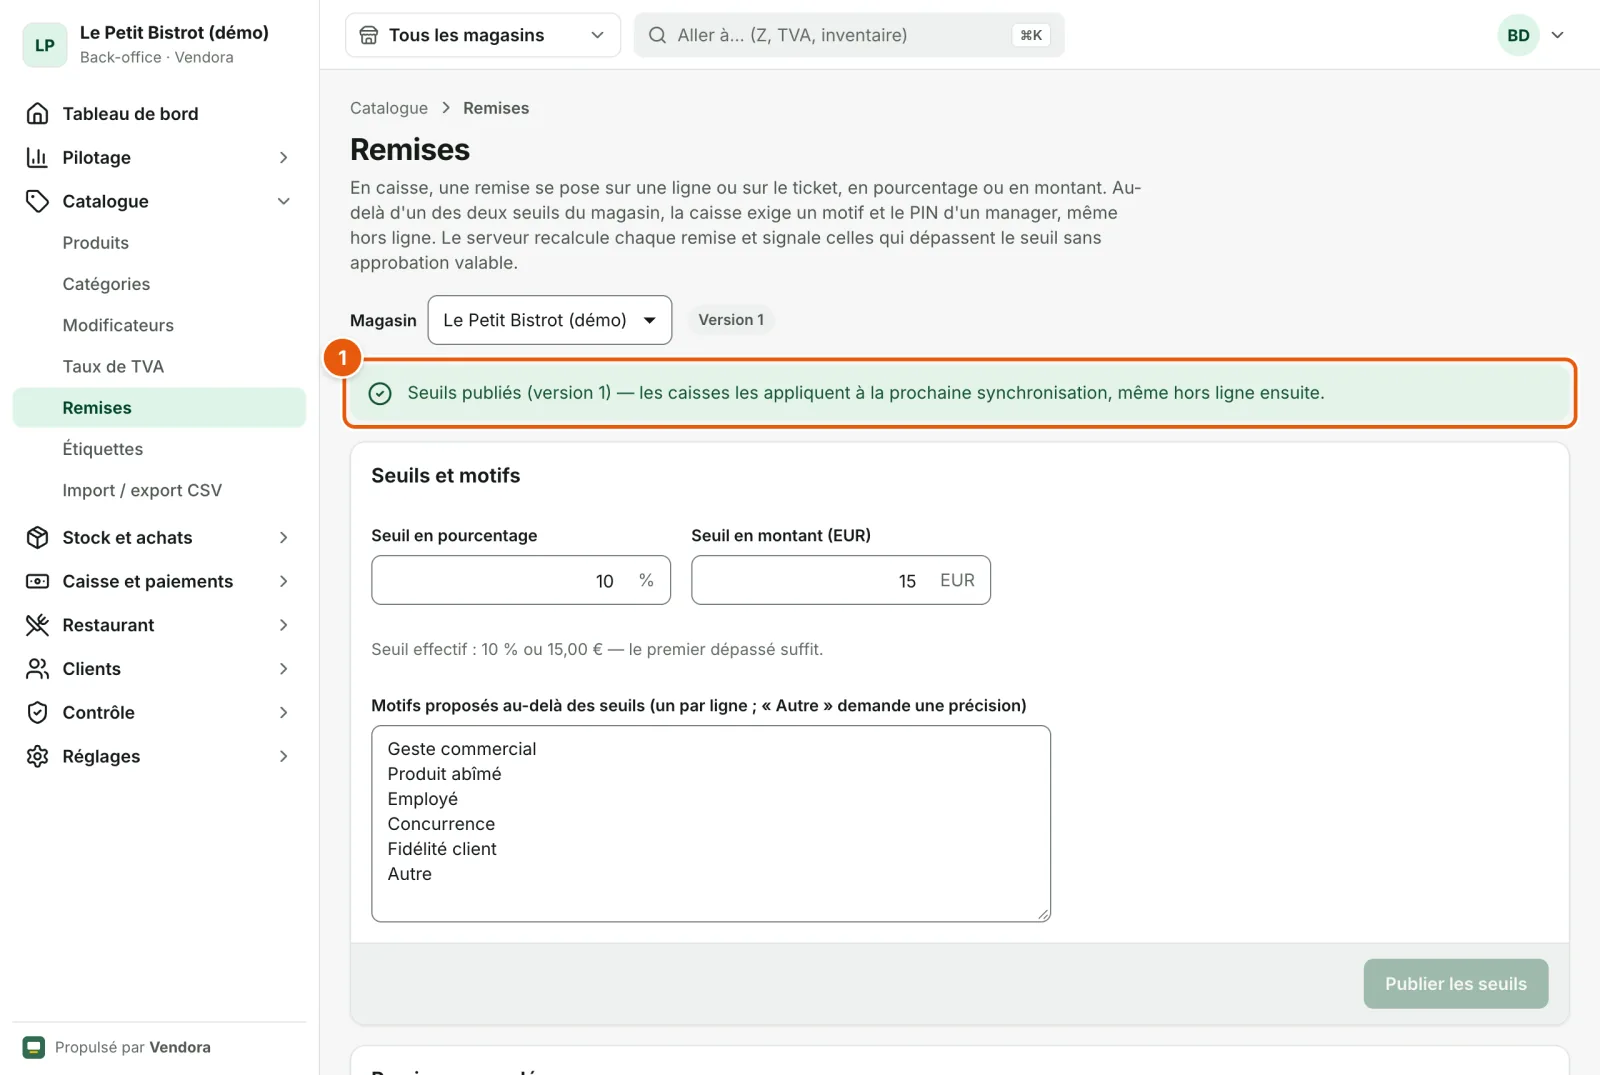 LP
Le Petit Bistrot (démo)
Back-office · Vendora
Tableau de bord
Pilotage
Catalogue
Produits
Catégories
Modificateurs
Taux de TVA
Remises
Étiquettes
Import / export CSV
Stock et achats
Caisse et paiements
Restaurant
Clients
Contrôle
Réglages
Propulsé par Vendora
Tous les magasins
Aller à... (Z, TVA, inventaire)
⌘K
BD
Catalogue > Remises
Remises
En caisse, une remise se pose sur une ligne ou sur le ticket, en pourcentage ou en montant. Au-
delà d'un des deux seuils du magasin, la caisse exige un motif et le PIN d'un manager, même
hors ligne. Le serveur recalcule chaque remise et signale celles qui dépassent le seuil sans
approbation valable.
Magasin
Le Petit Bistrot (démo)
Version 1
1
Seuils publiés (version 1) — les caisses les appliquent à la prochaine synchronisation, même hors ligne ensuite.
Seuils et motifs
Seuil en pourcentage
Seuil en montant (EUR)
10 %
15 EUR
Seuil effectif : 10 % ou 15,00 € — le premier dépassé suffit.
Motifs proposés au-delà des seuils (un par ligne ; « Autre » demande une précision)
Geste commercial
Produit abîmé
Employé
Concurrence
Fidélité client
Autre
Publier les seuils